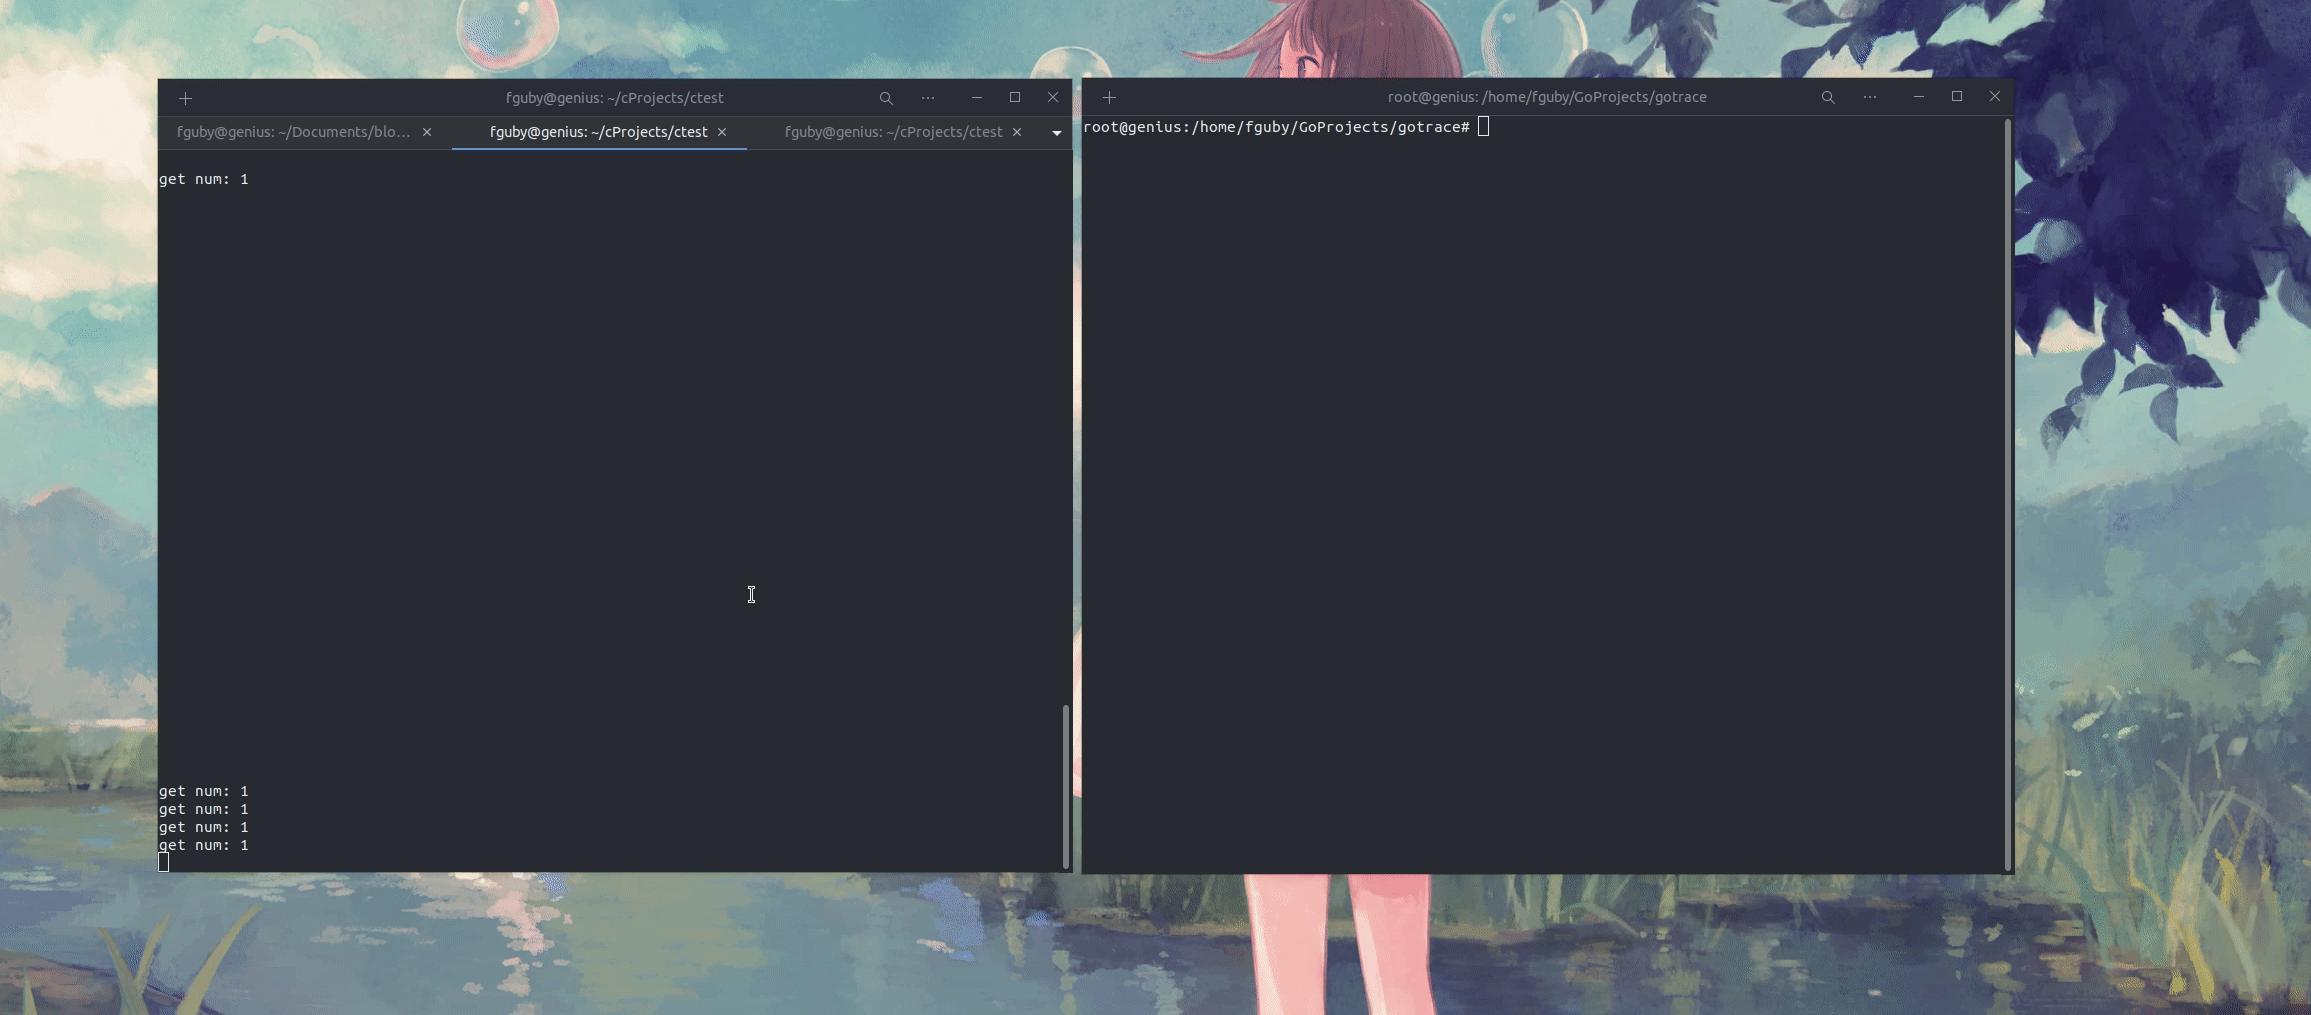 fguby@genius: ~/cProjects/ctest
fguby@genius: ~/Documents/blo...
fguby@genius: ~/cProjects/ctest
fguby@genius: ~/cProjects/ctest
get num: 1
get num: 1
get num: 1
get num: 1
get num: 1
root@genius: /home/fguby/GoProjects/gotrace
root@genius:/home/fguby/GoProjects/gotrace#